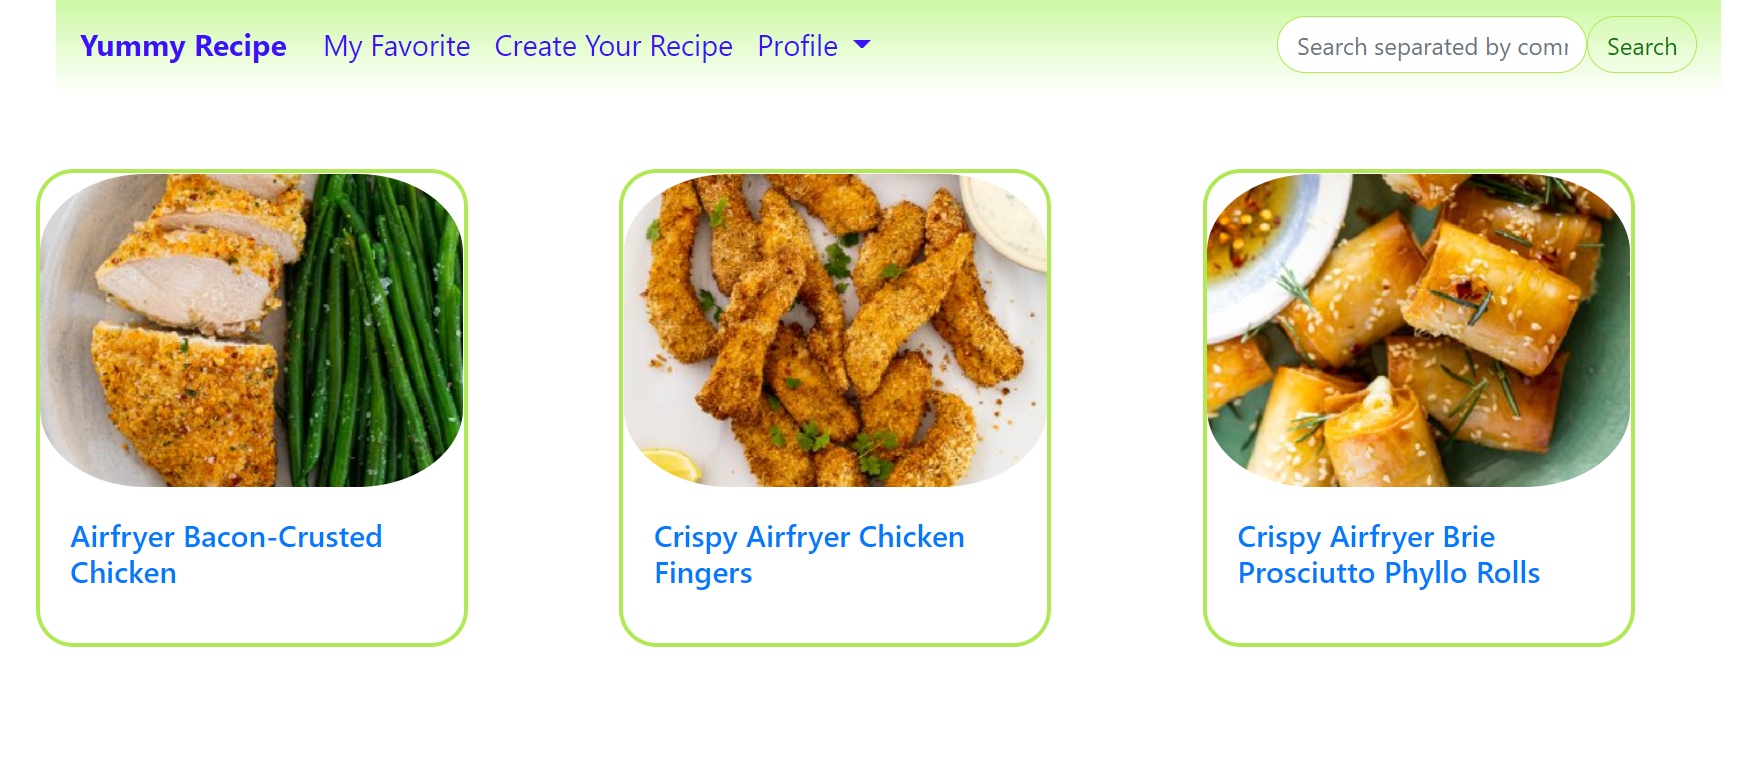 Yummy Recipe My Favorite Create Your Recipe Profile Search separated by comm Search
Airfryer Bacon-Crusted
Chicken
Crispy Airfryer Chicken
Fingers
Crispy Airfryer Brie
Prosciutto Phyllo Rolls